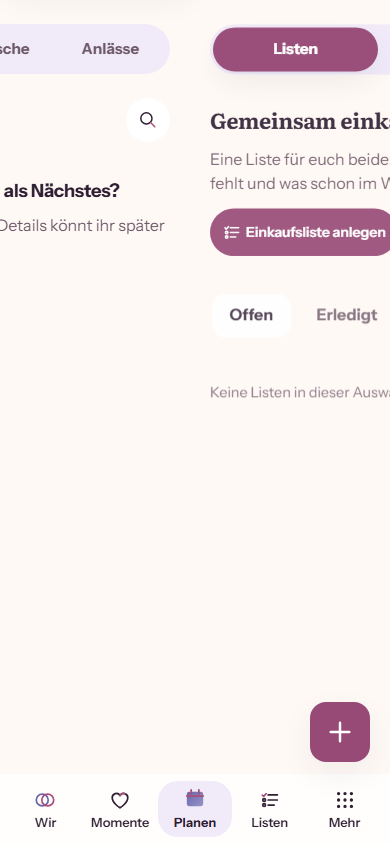 sche
Anlässe
Listen
Gemeinsam einka
Eine Liste für euch beide
fehlt und was schon im W
Einkaufsliste anlegen
als Nächstes?
Details könnt ihr später
Offen
Erledigt
Keine Listen in dieser Ausw
Wir
Momente
Planen
Listen
Mehr